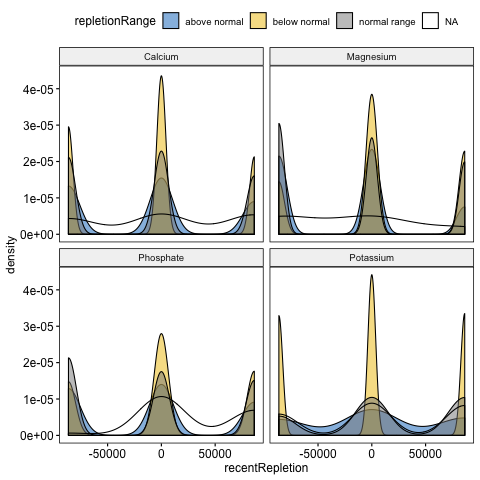 repletionRange above normal below normal normal range NA
Calcium Magnesium
4e-05
3e-05
2e-05
1e-05
0e+00
Phosphate Potassium
4e-05
3e-05
2e-05
1e-05
0e+00
density
-50000 0 50000 -50000 0 50000
recentRepletion